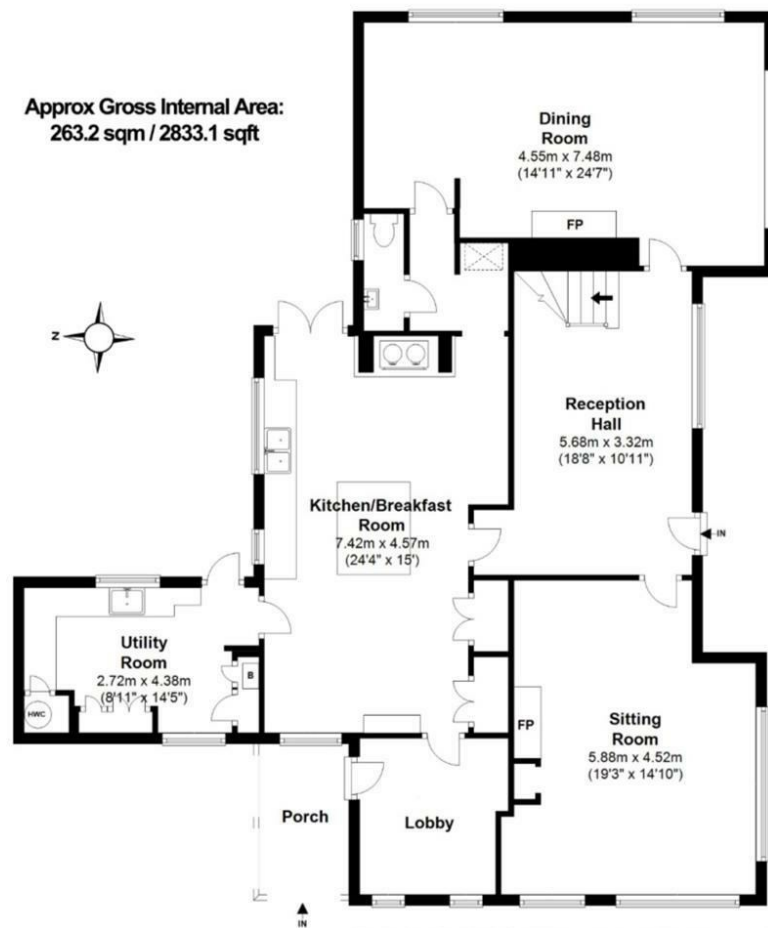 Approx Gross Internal Area:
263.2 sqm / 2833.1 sqft
Dining
Room
4.55m x 7.48m
(14'11" x 24'7")
FP
Z
Reception
Hall
5.68m x 3.32m
(18'8" x 10'11")
IN
Kitchen/Breakfast
Room
7.42m x 4.57m
(24'4" x 15')
Utility
Room
2.72m x 4.38m
(8'11" x 14'5")
B
HWC
FP
Sitting
Room
5.88m x 4.52m
(19'3" x 14'10")
Porch
Lobby
IN